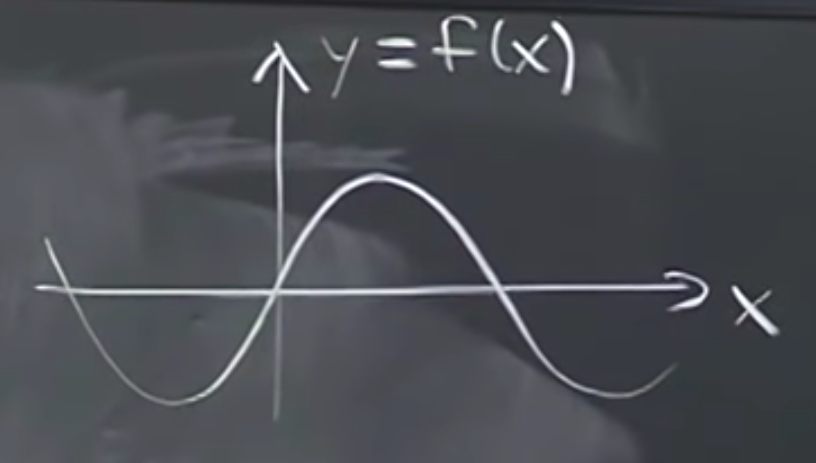 y = f(x)
x